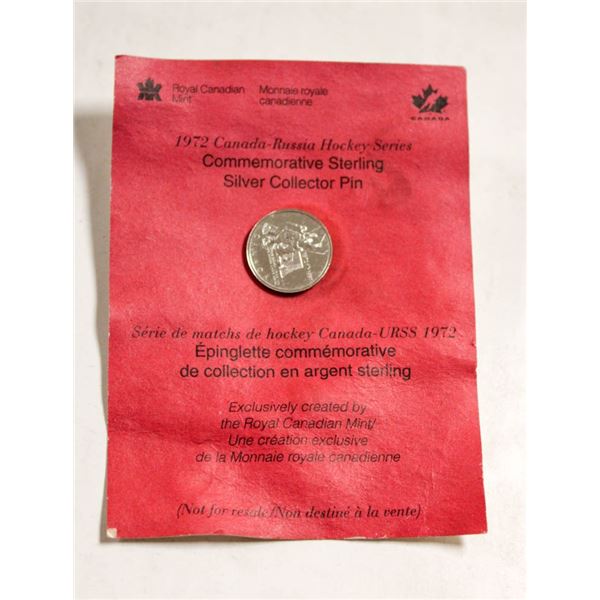 Royal Canadian Mint
Monnaie royale canadienne
CANADA
1972 Canada-Russia Hockey Series
Commemorative Sterling
Silver Collector Pin
Série de matchs de hockey Canada-URSS 1972
Épinglette commémorative
de collection en argent sterling
Exclusively created by
the Royal Canadian Mint/
Une création exclusive
de la Monnaie royale canadienne
(Not for resale/Non destiné à la vente)